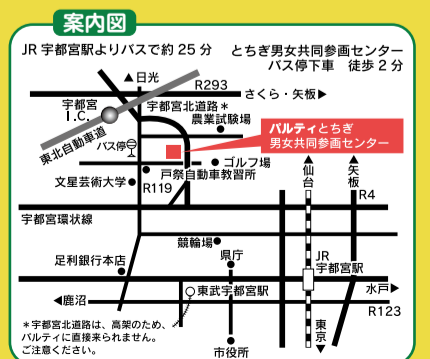 案内図
JR 宇都宮駅よりバスで約 25 分
とちぎ男女共同参画センター
バス停下車　徒歩 2 分
▲日光
R293
さくら・矢板▶
宇都宮
I.C.
宇都宮北道路＊
農業試験場
東北自動車道
バス停
パルティとちぎ
男女共同参画センター
ゴルフ場
戸祭自動車教習所
文星芸術大学
R119
▲仙台
▲矢板
R4
宇都宮環状線
競輪場
県庁
JR
宇都宮駅
足利銀行本店
水戸▶
東武宇都宮駅
◀鹿沼
R123
東京▼
市役所
＊宇都宮北道路は、高架のため、
パルティに直接来られません。
ご注意ください。